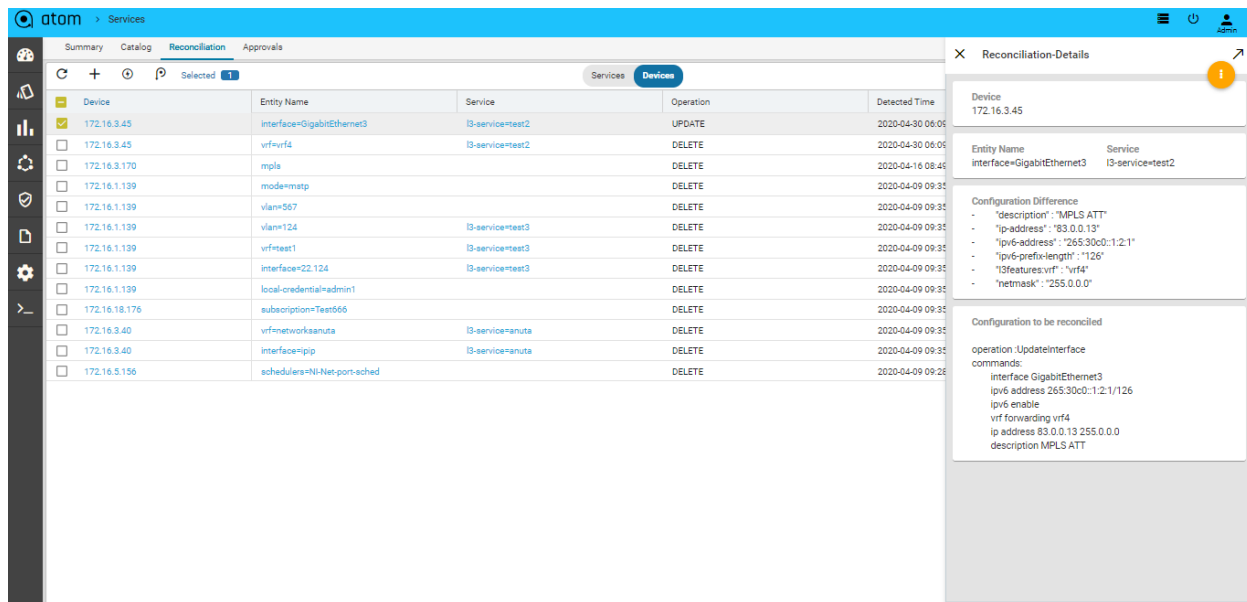 atom > Services
Admin
Summary Catalog Reconciliation Approvals
Selected 1 Services Devices
Device Entity Name Service Operation Detected Time
172.16.3.45 interface=GigabitEthernet3 l3-service=test2 UPDATE 2020-04-30 06:09
172.16.3.45 vrf=vrf4 l3-service=test2 DELETE 2020-04-30 06:09
172.16.3.170 mpls DELETE 2020-04-16 08:49
172.16.1.139 mode=mstp DELETE 2020-04-09 09:35
172.16.1.139 vlan=567 DELETE 2020-04-09 09:35
172.16.1.139 vlan=124 l3-service=test3 DELETE 2020-04-09 09:35
172.16.1.139 vrf=test1 l3-service=test3 DELETE 2020-04-09 09:35
172.16.1.139 interface=22.124 l3-service=test3 DELETE 2020-04-09 09:35
172.16.1.139 local-credential=admin1 DELETE 2020-04-09 09:35
172.16.18.176 subscription=Test666 DELETE 2020-04-09 09:35
172.16.3.40 vrf=networksanuta l3-service=anuta DELETE 2020-04-09 09:35
172.16.3.40 interface=ipip l3-service=anuta DELETE 2020-04-09 09:35
172.16.5.156 schedulers=NI-Net-port-sched DELETE 2020-04-09 09:28
Reconciliation-Details
Device
172.16.3.45
Entity Name Service
interface=GigabitEthernet3 l3-service=test2
Configuration Difference
- "description" : "MPLS ATT"
- "ip-address" : "83.0.0.13"
- "ipv6-address" : "265:30c0::1:2:1"
- "ipv6-prefix-length" : "126"
- "l3features:vrf" : "vrf4"
- "netmask" : "255.0.0.0"
Configuration to be reconciled
operation :UpdateInterface
commands:
interface GigabitEthernet3
ipv6 address 265:30c0::1:2:1/126
ipv6 enable
vrf forwarding vrf4
ip address 83.0.0.13 255.0.0.0
description MPLS ATT